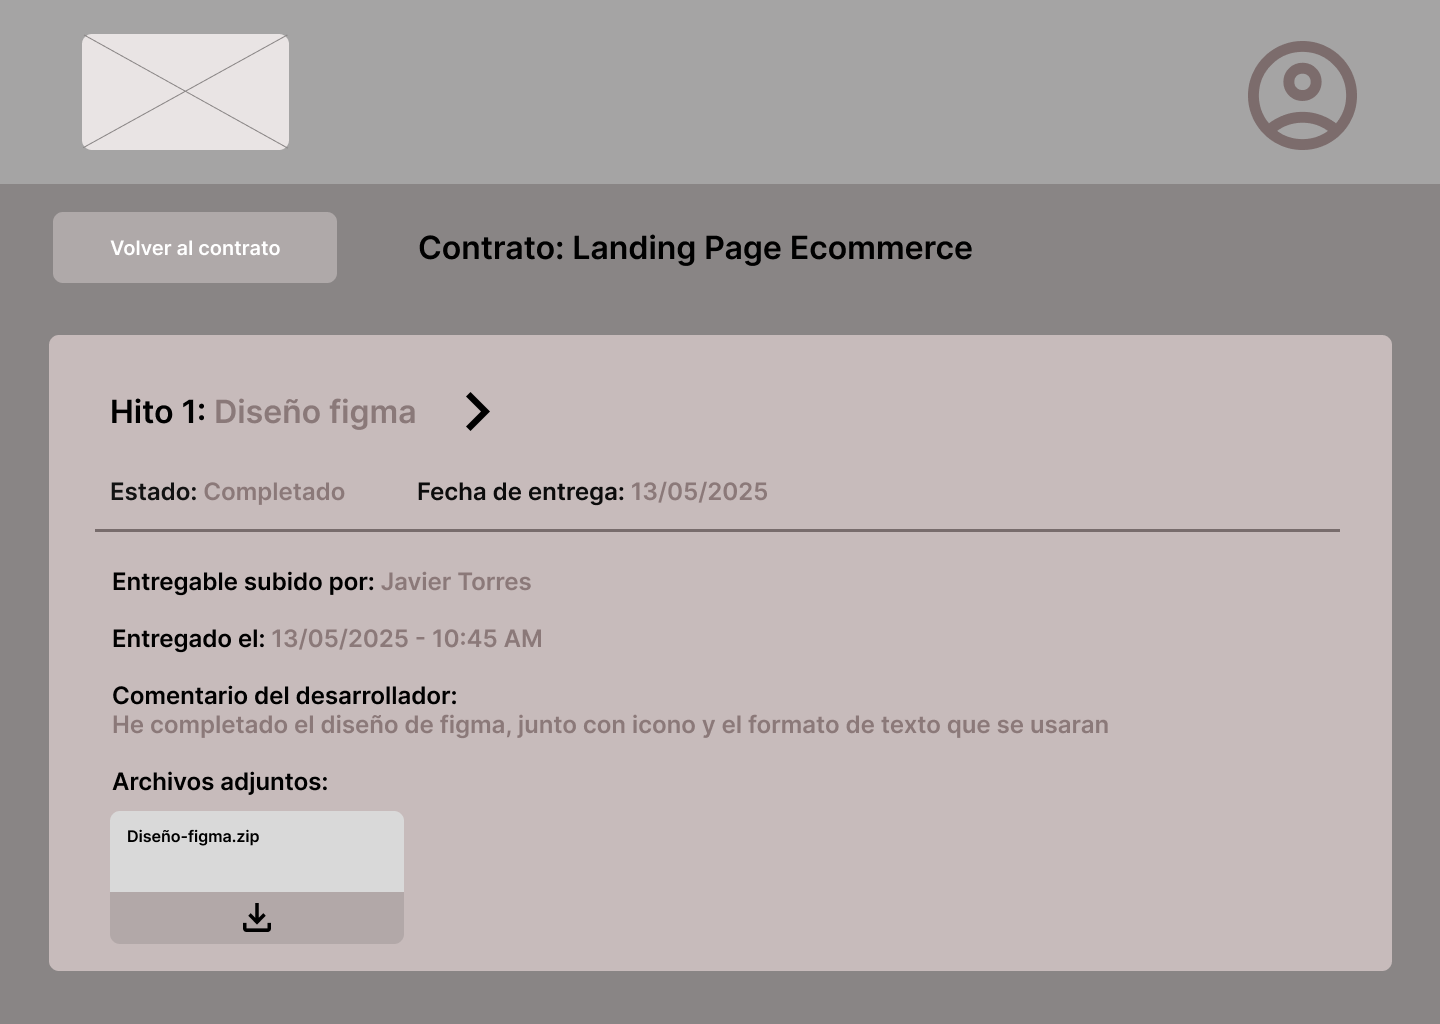 Volver al contrato
Contrato: Landing Page Ecommerce
Hito 1: Diseño figma
Estado: Completado Fecha de entrega: 13/05/2025
Entregable subido por: Javier Torres
Entregado el: 13/05/2025 - 10:45 AM
Comentario del desarrollador:
He completado el diseño de figma, junto con icono y el formato de texto que se usaran
Archivos adjuntos:
Diseño-figma.zip